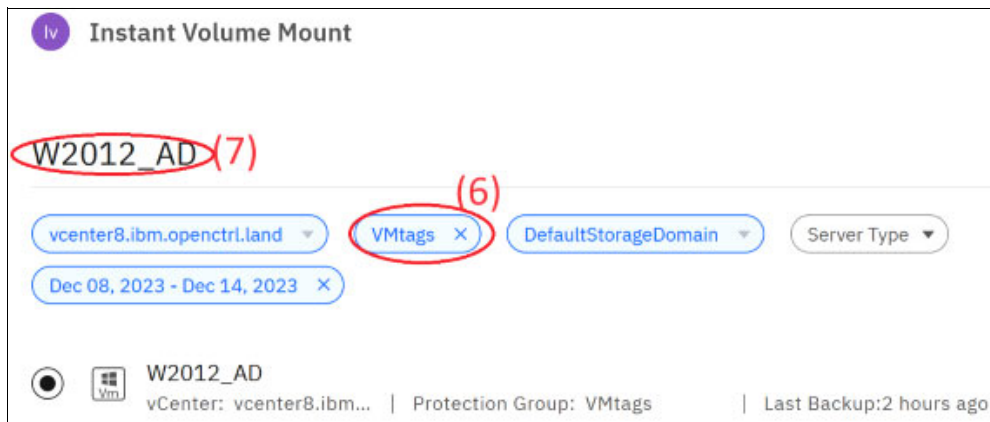 Iv Instant Volume Mount
W2012_AD (7)
(6)
vcenter8.ibm.openctrl.land VMtags × DefaultStorageDomain Server Type
Dec 08, 2023 - Dec 14, 2023 ×
W2012_AD
Vm vCenter: vcenter8.ibm... | Protection Group: VMtags | Last Backup:2 hours ago